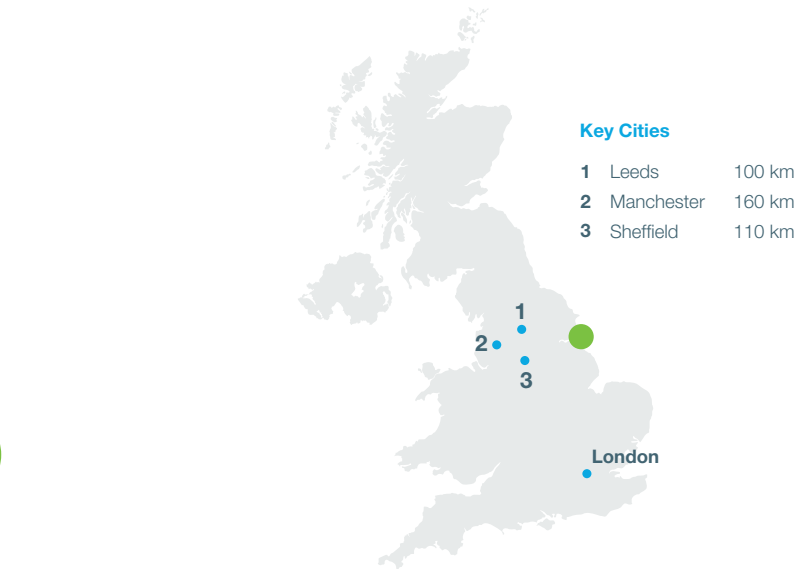 Key Cities
1 Leeds 100 km
2 Manchester 160 km
3 Sheffield 110 km
1
2
3
London